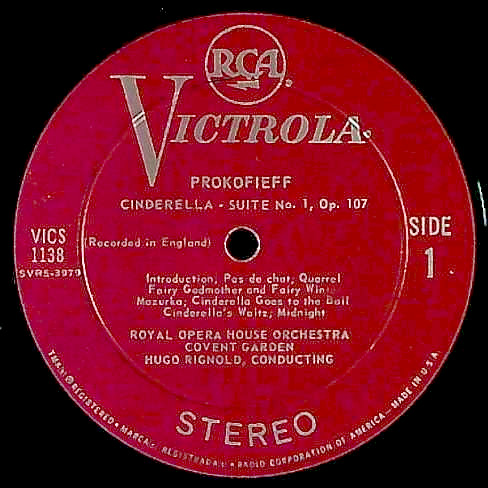 RCA
VICTROLA
PROKOFIEFF
CINDERELLA - SUITE No. 1, Op. 107
VICS
1138
SVRS-3979
(Recorded in England)
SIDE
1
Introduction; Pas de chat; Quarrel
Fairy Godmother and Fairy Winter
Mazurka; Cinderella Goes to the Ball
Cinderella's Waltz; Midnight
ROYAL OPERA HOUSE ORCHESTRA
COVENT GARDEN
HUGO RIGNOLD, CONDUCTING
STEREO
TMK(s) ® REGISTERED • MARCA(s) REGISTRADA(s) • RADIO CORPORATION OF AMERICA – MADE IN U.S.A.